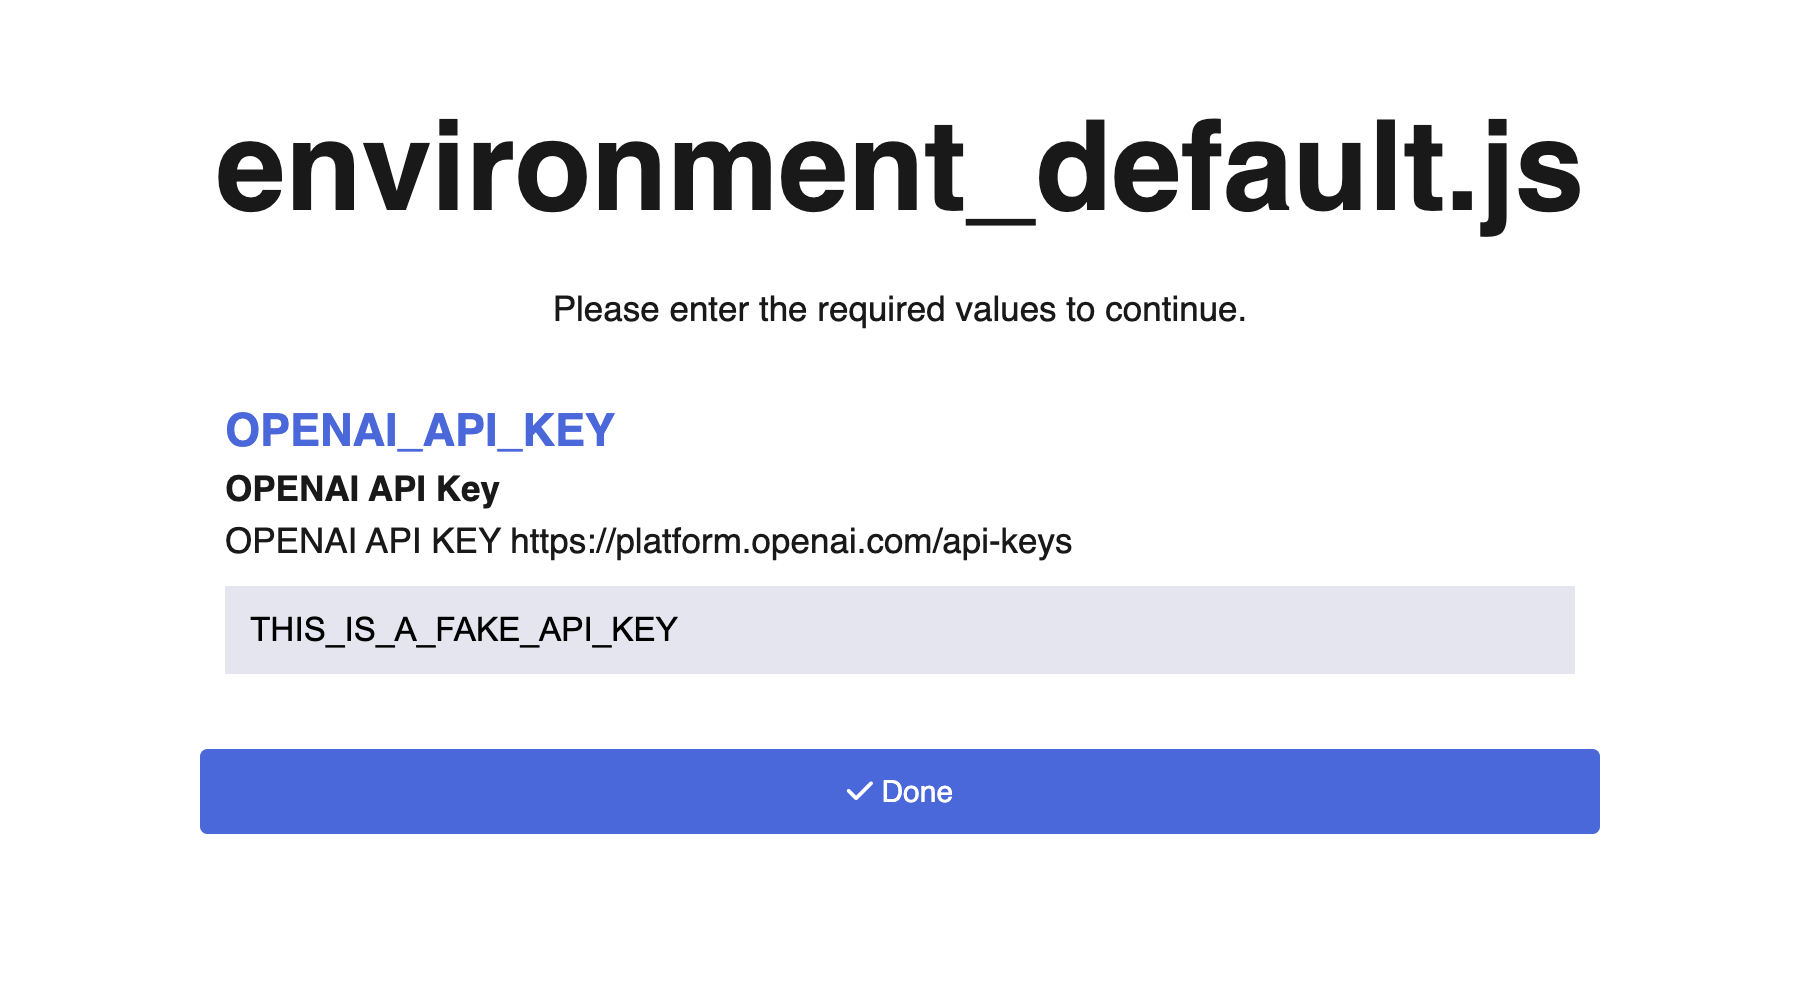 environment_default.js
Please enter the required values to continue.
OPENAI_API_KEY
OPENAI API Key
OPENAI API KEY https://platform.openai.com/api-keys
THIS_IS_A_FAKE_API_KEY
Done